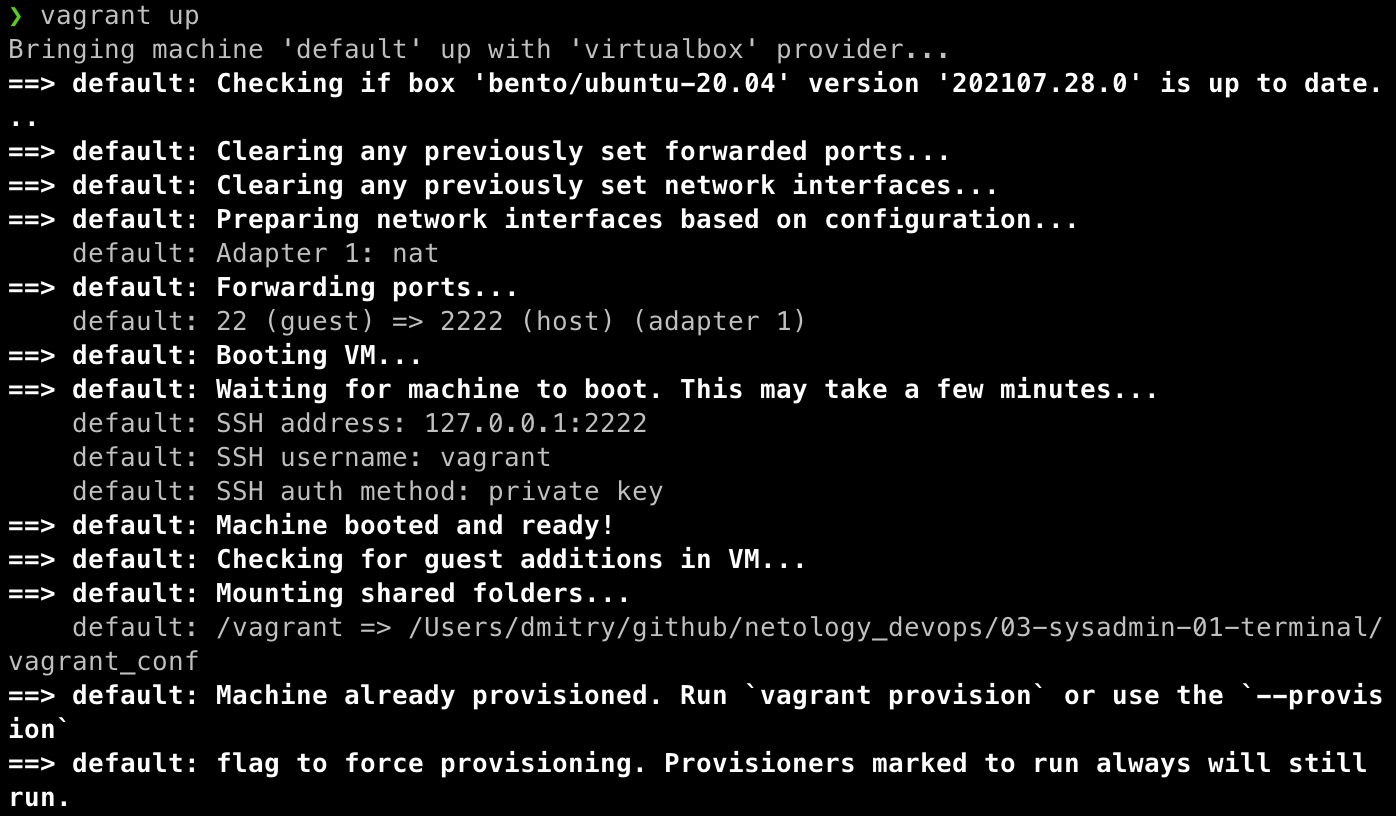 ❯ vagrant up
Bringing machine 'default' up with 'virtualbox' provider...
==> default: Checking if box 'bento/ubuntu-20.04' version '202107.28.0' is up to date.
..
==> default: Clearing any previously set forwarded ports...
==> default: Clearing any previously set network interfaces...
==> default: Preparing network interfaces based on configuration...
    default: Adapter 1: nat
==> default: Forwarding ports...
    default: 22 (guest) => 2222 (host) (adapter 1)
==> default: Booting VM...
==> default: Waiting for machine to boot. This may take a few minutes...
    default: SSH address: 127.0.0.1:2222
    default: SSH username: vagrant
    default: SSH auth method: private key
==> default: Machine booted and ready!
==> default: Checking for guest additions in VM...
==> default: Mounting shared folders...
    default: /vagrant => /Users/dmitry/github/netology_devops/03-sysadmin-01-terminal/
vagrant_conf
==> default: Machine already provisioned. Run `vagrant provision` or use the `--provis
ion`
==> default: flag to force provisioning. Provisioners marked to run always will still
run.